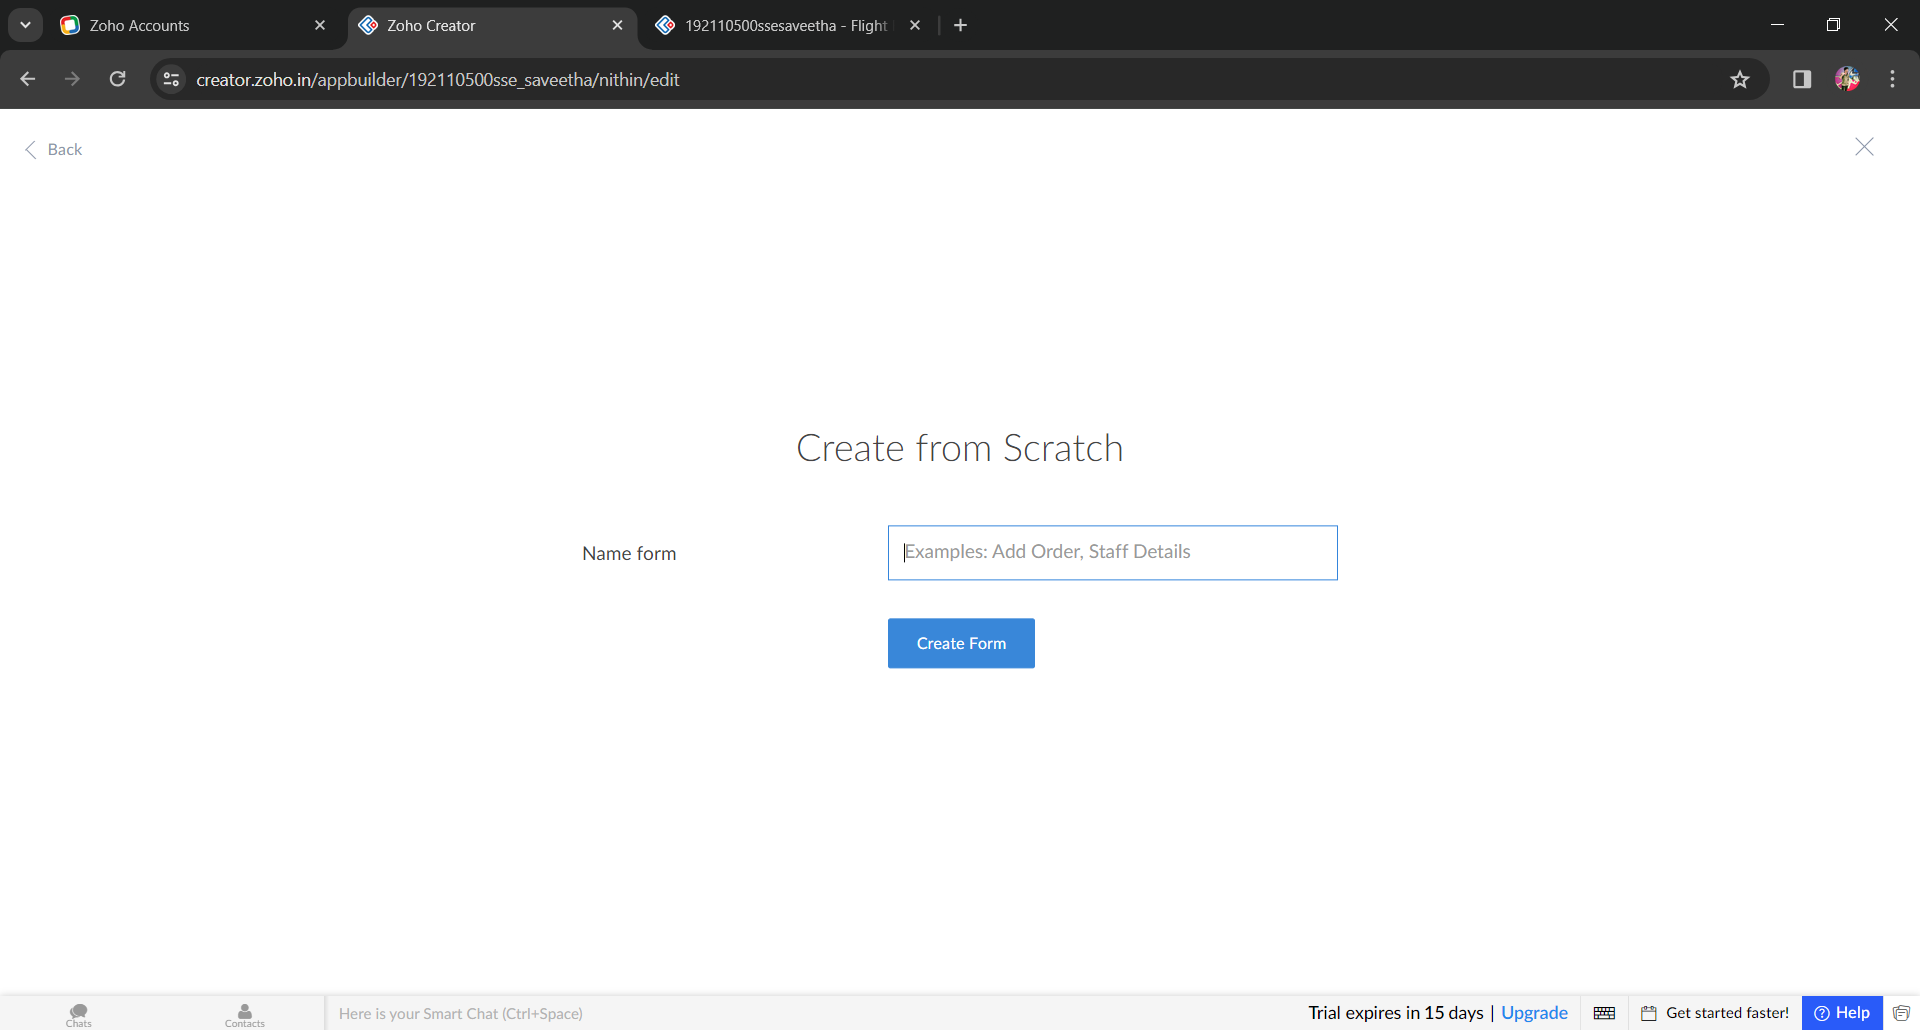 Zoho Accounts
Zoho Creator
192110500ssesaveetha - Flight
creator.zoho.in/appbuilder/192110500sse_saveetha/nithin/edit
Back
Create from Scratch
Name form
Examples: Add Order, Staff Details
Create Form
Chats
Contacts
Here is your Smart Chat (Ctrl+Space)
Trial expires in 15 days | Upgrade
Get started faster!
Help